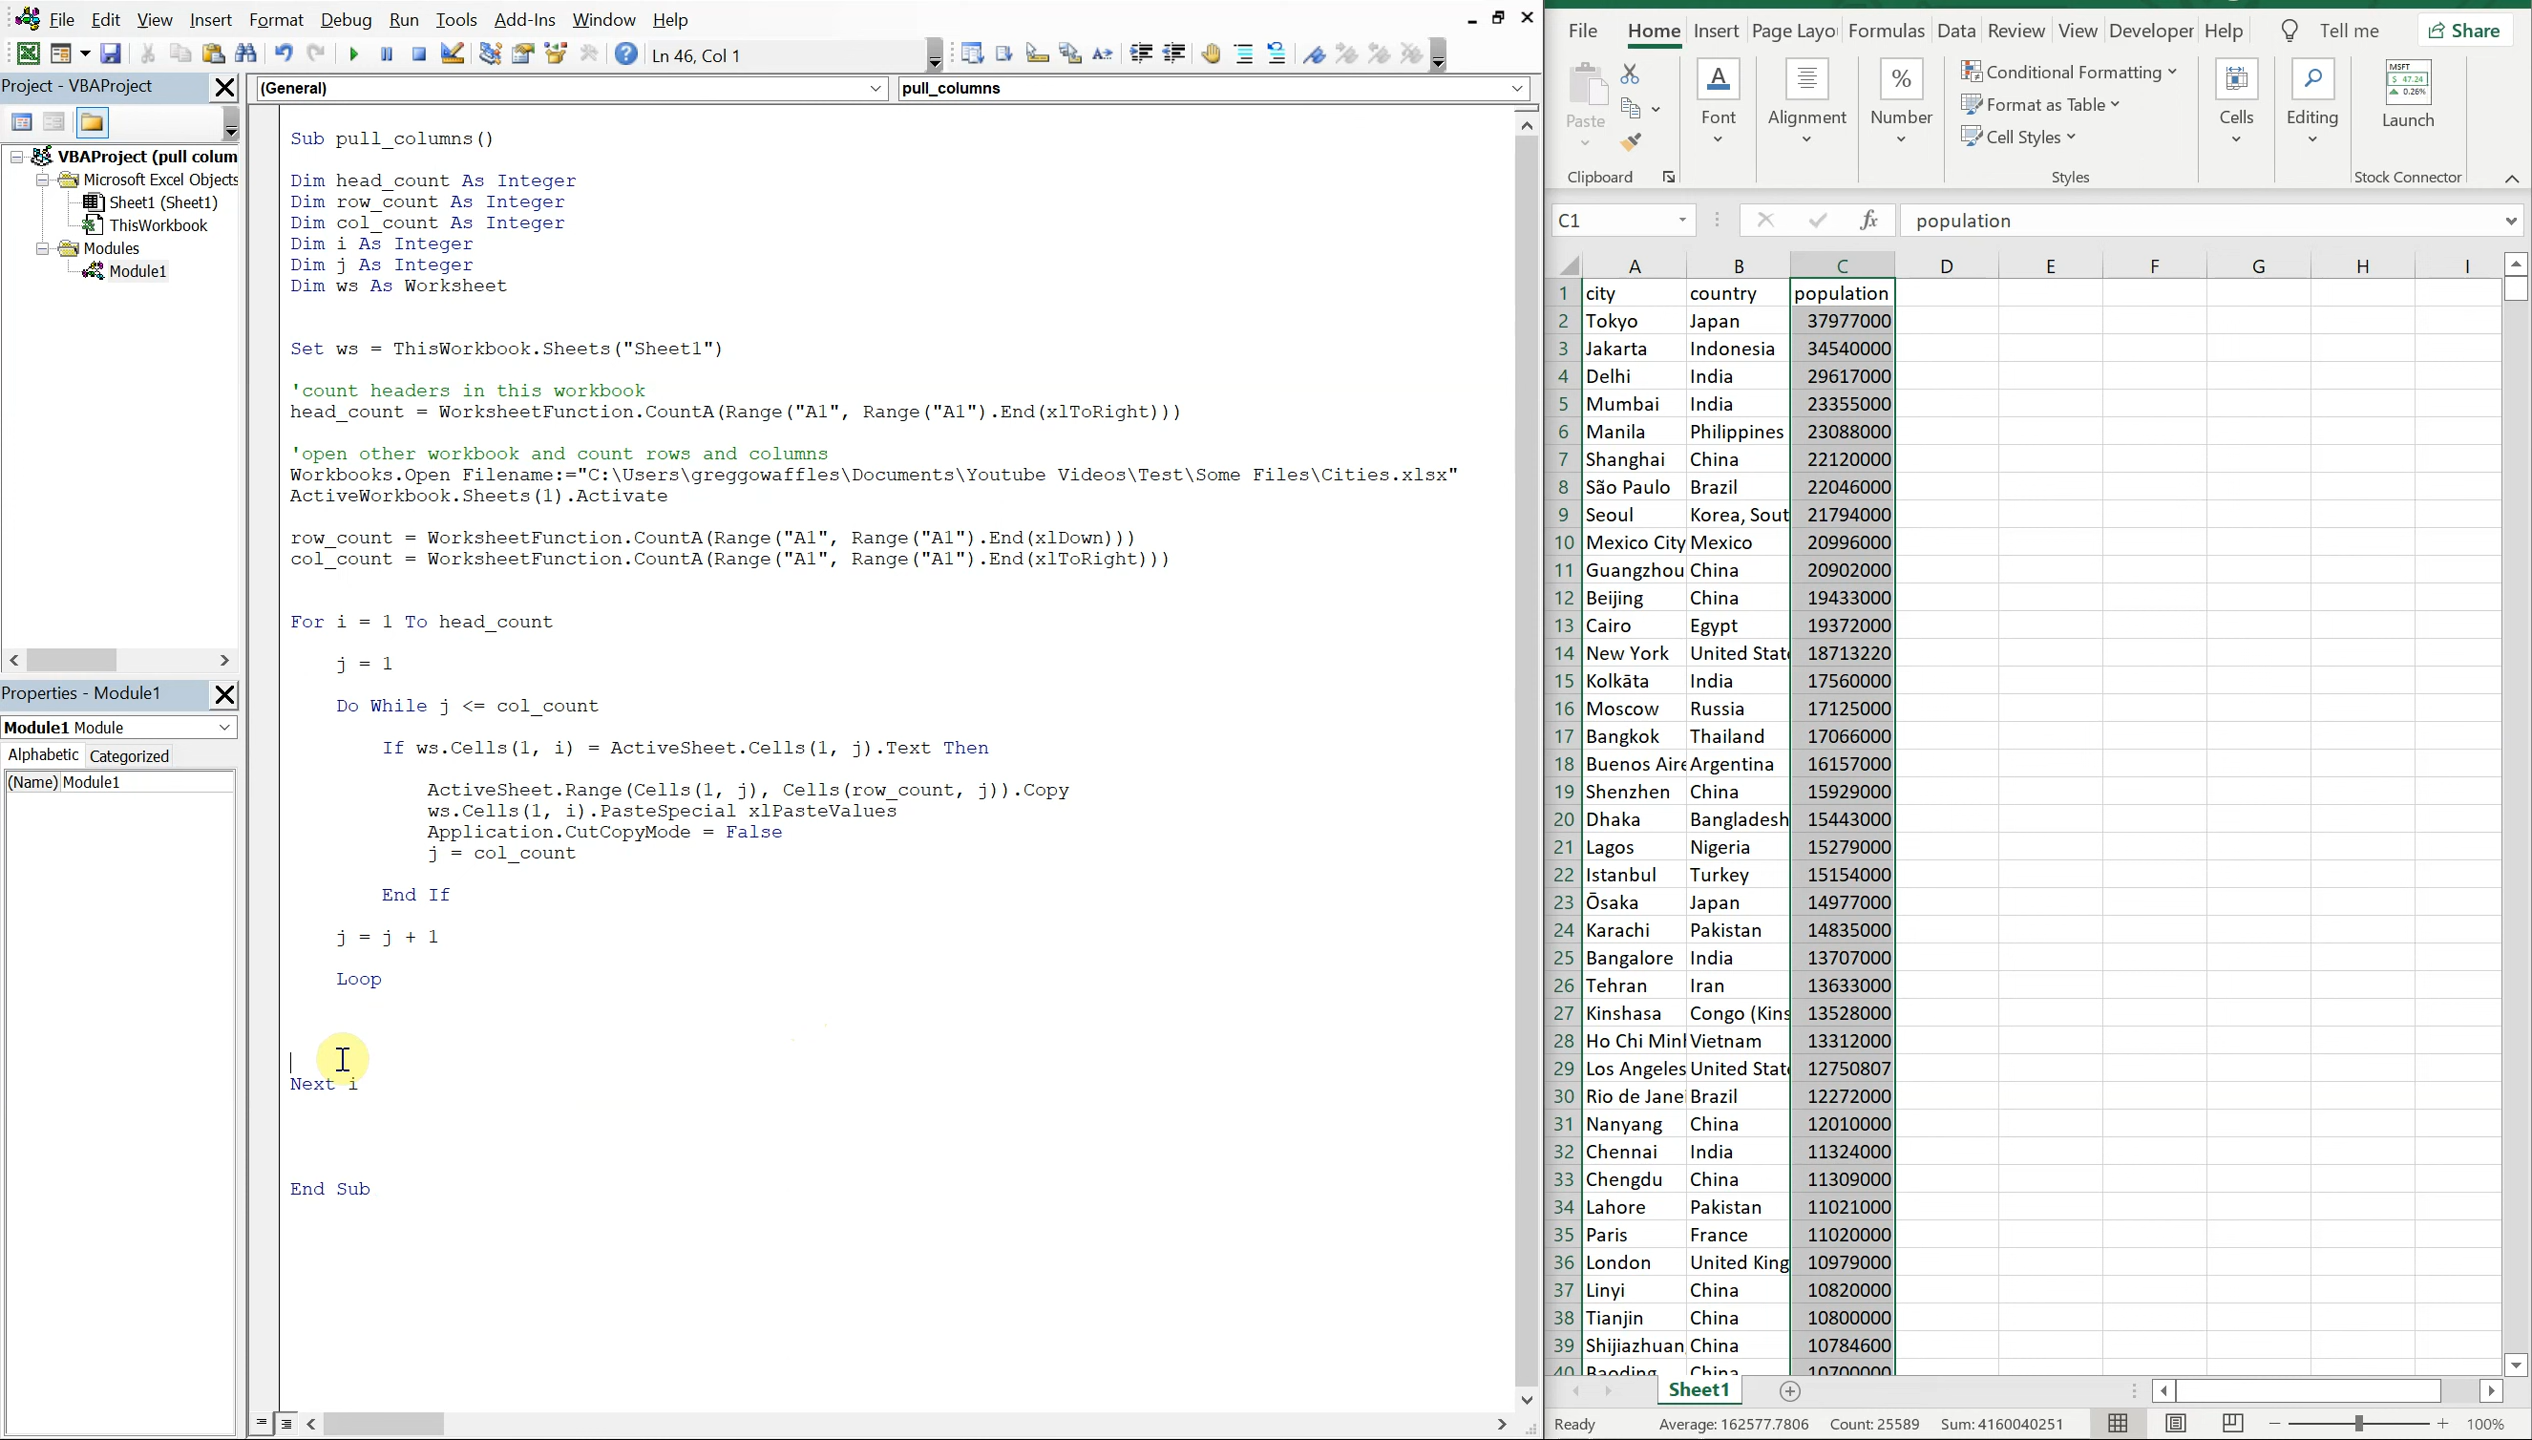 File Edit View Insert Format Debug Run Tools Add-Ins Window Help
Ln 46, Col 1
Project - VBAProject
VBAProject (pull colum
Microsoft Excel Objects
Sheet1 (Sheet1)
ThisWorkbook
Modules
Module1
Properties - Module1
Module1 Module
Alphabetic Categorized
(Name) Module1
(General) pull_columns
Sub pull_columns()
Dim head_count As Integer
Dim row_count As Integer
Dim col_count As Integer
Dim i As Integer
Dim j As Integer
Dim ws As Worksheet
Set ws = ThisWorkbook.Sheets("Sheet1")
'count headers in this workbook
head_count = WorksheetFunction.CountA(Range("A1", Range("A1").End(xlToRight)))
'open other workbook and count rows and columns
Workbooks.Open Filename:="C:\Users\greggowaffles\Documents\Youtube Videos\Test\Some Files\Cities.xlsx"
ActiveWorkbook.Sheets(1).Activate
row_count = WorksheetFunction.CountA(Range("A1", Range("A1").End(xlDown)))
col_count = WorksheetFunction.CountA(Range("A1", Range("A1").End(xlToRight)))
For i = 1 To head_count
j = 1
Do While j <= col_count
If ws.Cells(1, i) = ActiveSheet.Cells(1, j).Text Then
ActiveSheet.Range(Cells(1, j), Cells(row_count, j)).Copy
ws.Cells(1, i).PasteSpecial xlPasteValues
Application.CutCopyMode = False
j = col_count
End If
j = j + 1
Loop
Next i
End Sub
File Home Insert Page Layo Formulas Data Review View Developer Help Tell me Share
Paste
Clipboard
Font
Alignment
%
Number
Conditional Formatting
Format as Table
Cell Styles
Styles
Cells
Editing
MSFT
$ 47.24
0.26%
Launch
Stock Connector
C1 fx population
A B C D E F G H I
1 city country population
2 Tokyo Japan 37977000
3 Jakarta Indonesia 34540000
4 Delhi India 29617000
5 Mumbai India 23355000
6 Manila Philippines 23088000
7 Shanghai China 22120000
8 São Paulo Brazil 22046000
9 Seoul Korea, Sout 21794000
10 Mexico City Mexico 20996000
11 Guangzhou China 20902000
12 Beijing China 19433000
13 Cairo Egypt 19372000
14 New York United State 18713220
15 Kolkāta India 17560000
16 Moscow Russia 17125000
17 Bangkok Thailand 17066000
18 Buenos Aire Argentina 16157000
19 Shenzhen China 15929000
20 Dhaka Bangladesh 15443000
21 Lagos Nigeria 15279000
22 Istanbul Turkey 15154000
23 Ōsaka Japan 14977000
24 Karachi Pakistan 14835000
25 Bangalore India 13707000
26 Tehran Iran 13633000
27 Kinshasa Congo (Kins 13528000
28 Ho Chi Minh Vietnam 13312000
29 Los Angeles United State 12750807
30 Rio de Jane Brazil 12272000
31 Nanyang China 12010000
32 Chennai India 11324000
33 Chengdu China 11309000
34 Lahore Pakistan 11021000
35 Paris France 11020000
36 London United King 10979000
37 Linyi China 10820000
38 Tianjin China 10800000
39 Shijiazhuan China 10784600
40 Baoding China 10700000
Sheet1
Ready Average: 162577.7806 Count: 25589 Sum: 4160040251 100%